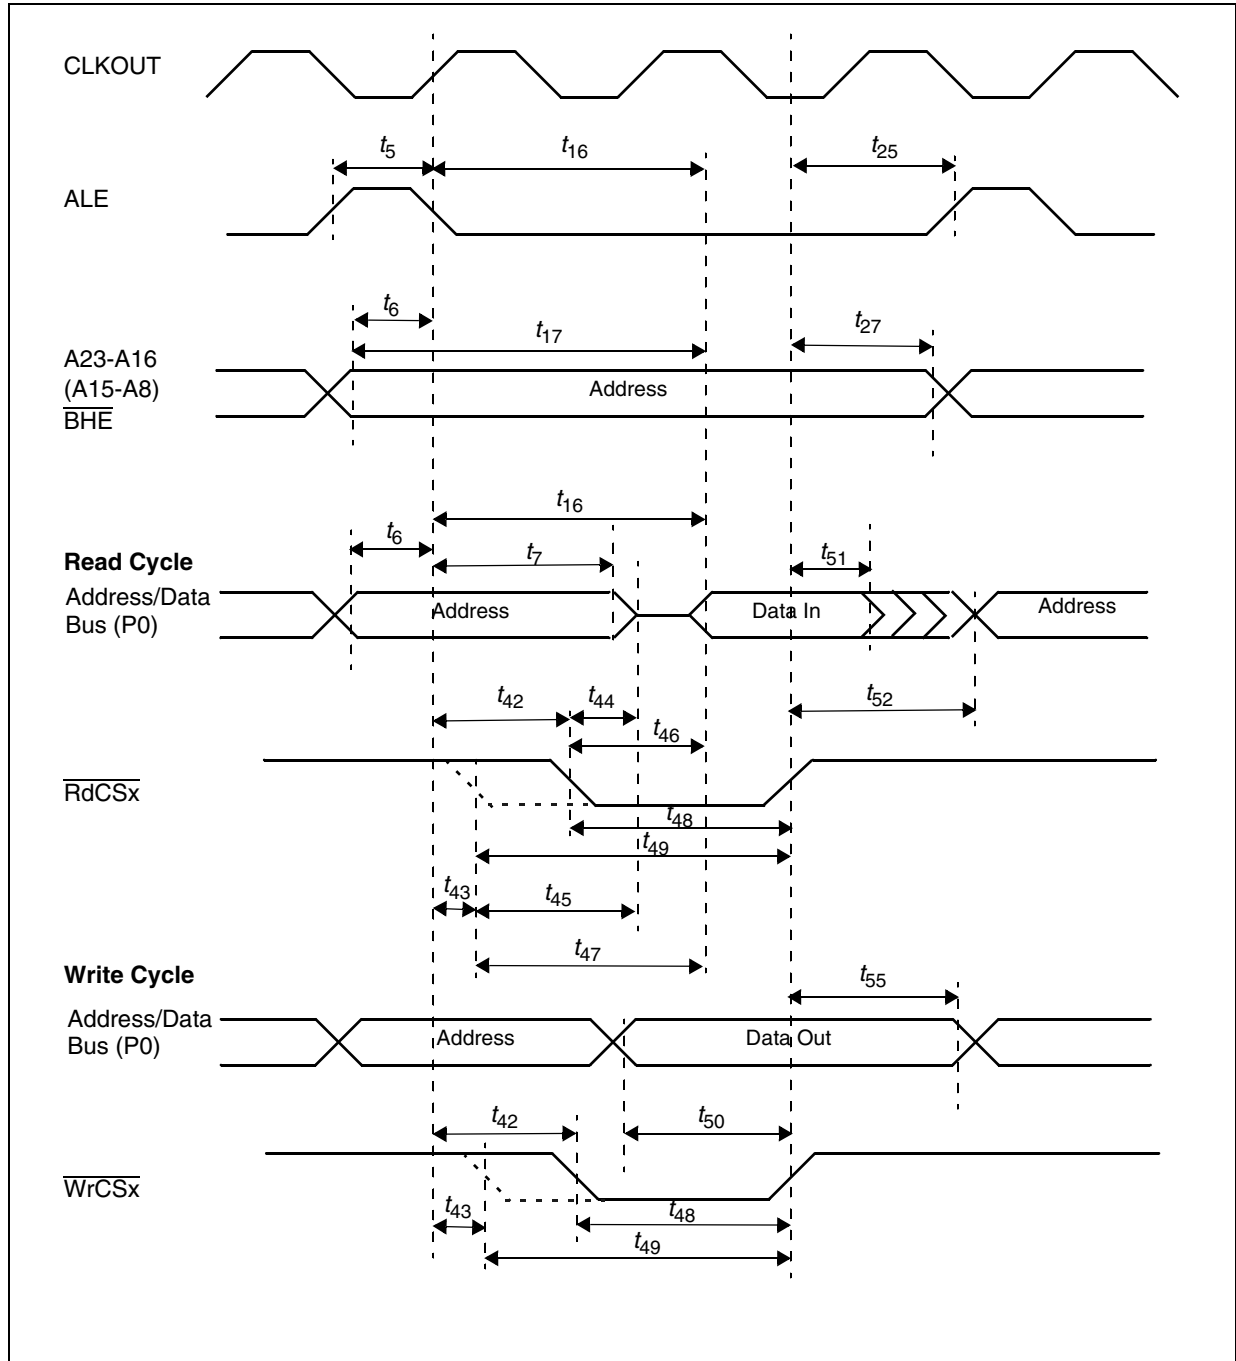 CLKOUT
t5 t16 t25
ALE
t6 t17 t27
A23-A16
(A15-A8)
BHE
Address
t16
t6 t7 t51
Read Cycle
Address/Data
Bus (P0)
Address Data In Address
t42 t44 t52
t46
RdCSx
t48
t49
t43 t45
t47
Write Cycle
t55
Address/Data
Bus (P0)
Address Data Out
t42 t50
WrCSx
t43 t48
t49